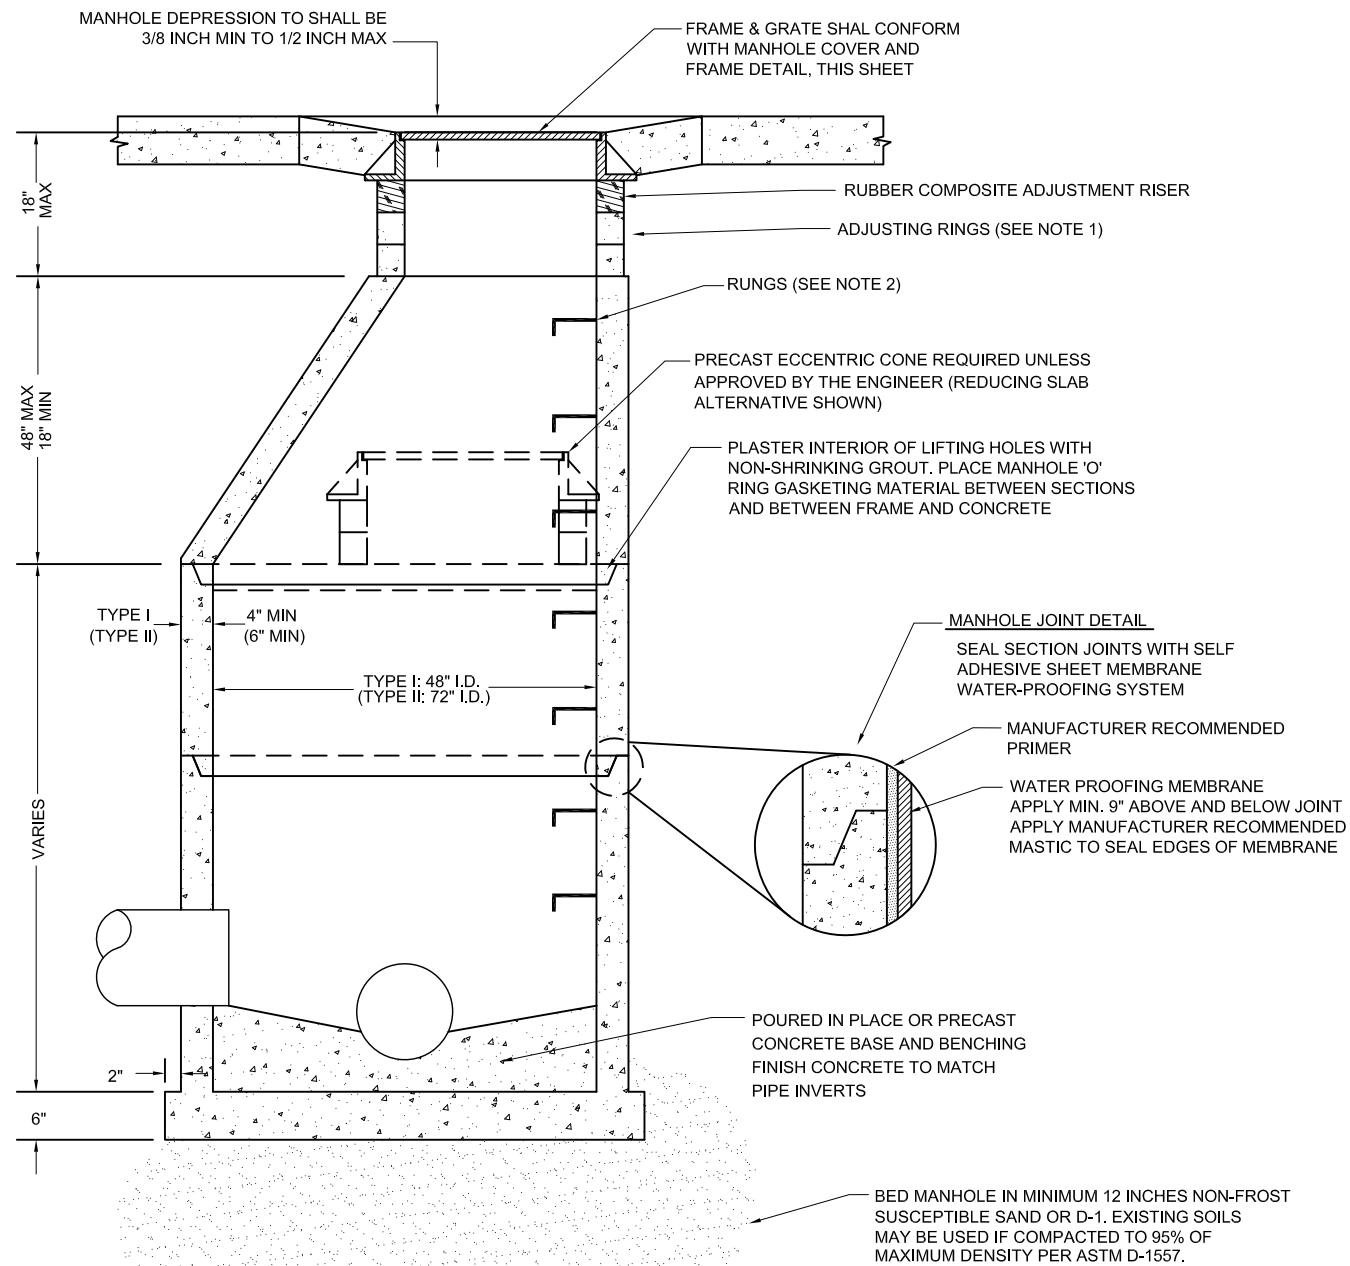 MANHOLE DEPRESSION TO SHALL BE
3/8 INCH MIN TO 1/2 INCH MAX
FRAME & GRATE SHAL CONFORM
WITH MANHOLE COVER AND
FRAME DETAIL, THIS SHEET
18"
MAX
RUBBER COMPOSITE ADJUSTMENT RISER
ADJUSTING RINGS (SEE NOTE 1)
RUNGS (SEE NOTE 2)
48" MAX
18" MIN
PRECAST ECCENTRIC CONE REQUIRED UNLESS
APPROVED BY THE ENGINEER (REDUCING SLAB
ALTERNATIVE SHOWN)
PLASTER INTERIOR OF LIFTING HOLES WITH
NON-SHRINKING GROUT. PLACE MANHOLE 'O'
RING GASKETING MATERIAL BETWEEN SECTIONS
AND BETWEEN FRAME AND CONCRETE
TYPE I
(TYPE II)
4" MIN
(6" MIN)
TYPE I: 48" I.D.
(TYPE II: 72" I.D.)
MANHOLE JOINT DETAIL
SEAL SECTION JOINTS WITH SELF
ADHESIVE SHEET MEMBRANE
WATER-PROOFING SYSTEM
MANUFACTURER RECOMMENDED
PRIMER
WATER PROOFING MEMBRANE
APPLY MIN. 9" ABOVE AND BELOW JOINT
APPLY MANUFACTURER RECOMMENDED
MASTIC TO SEAL EDGES OF MEMBRANE
VARIES
POURED IN PLACE OR PRECAST
CONCRETE BASE AND BENCHING
FINISH CONCRETE TO MATCH
PIPE INVERTS
2"
6"
BED MANHOLE IN MINIMUM 12 INCHES NON-FROST
SUSCEPTIBLE SAND OR D-1. EXISTING SOILS
MAY BE USED IF COMPACTED TO 95% OF
MAXIMUM DENSITY PER ASTM D-1557.